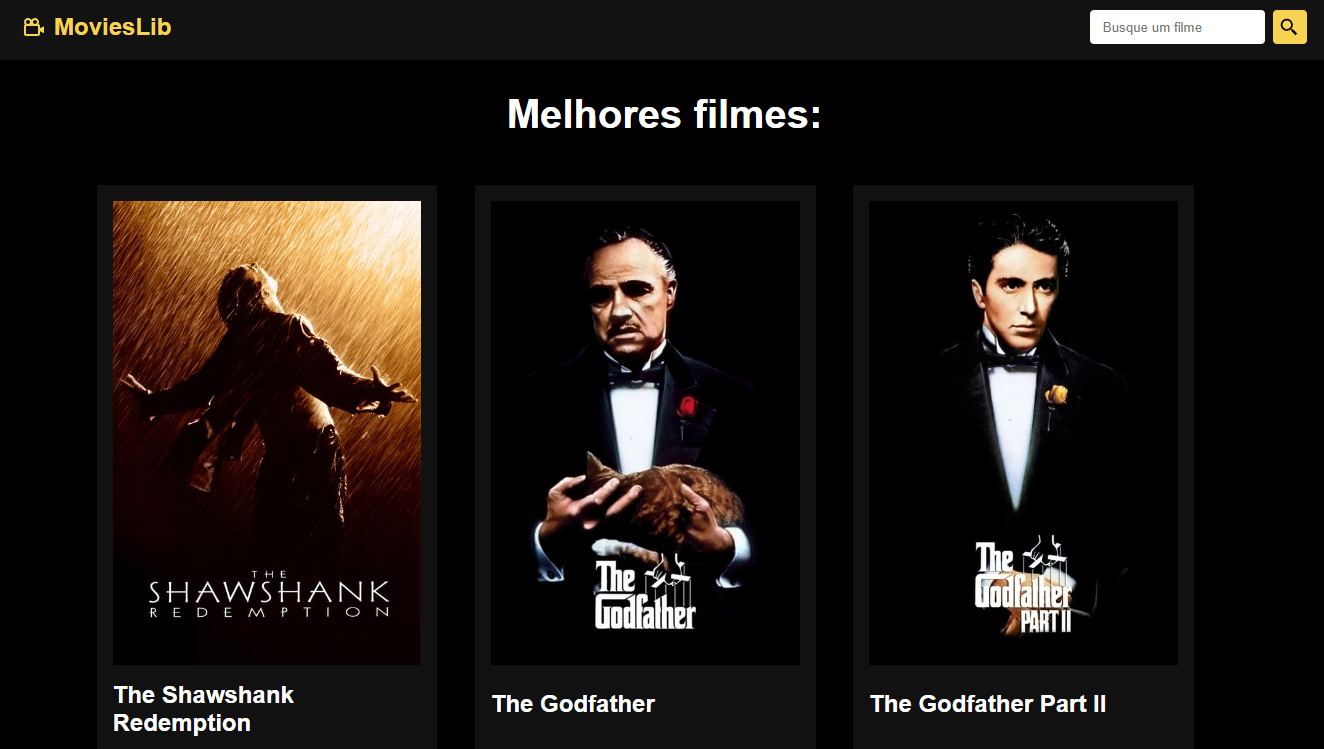 MoviesLib
Busque um filme
Melhores filmes:
THE
SHAWSHANK
REDEMPTION
The
Godfather
The
Godfather
PART II
The Shawshank
Redemption
The Godfather
The Godfather Part II